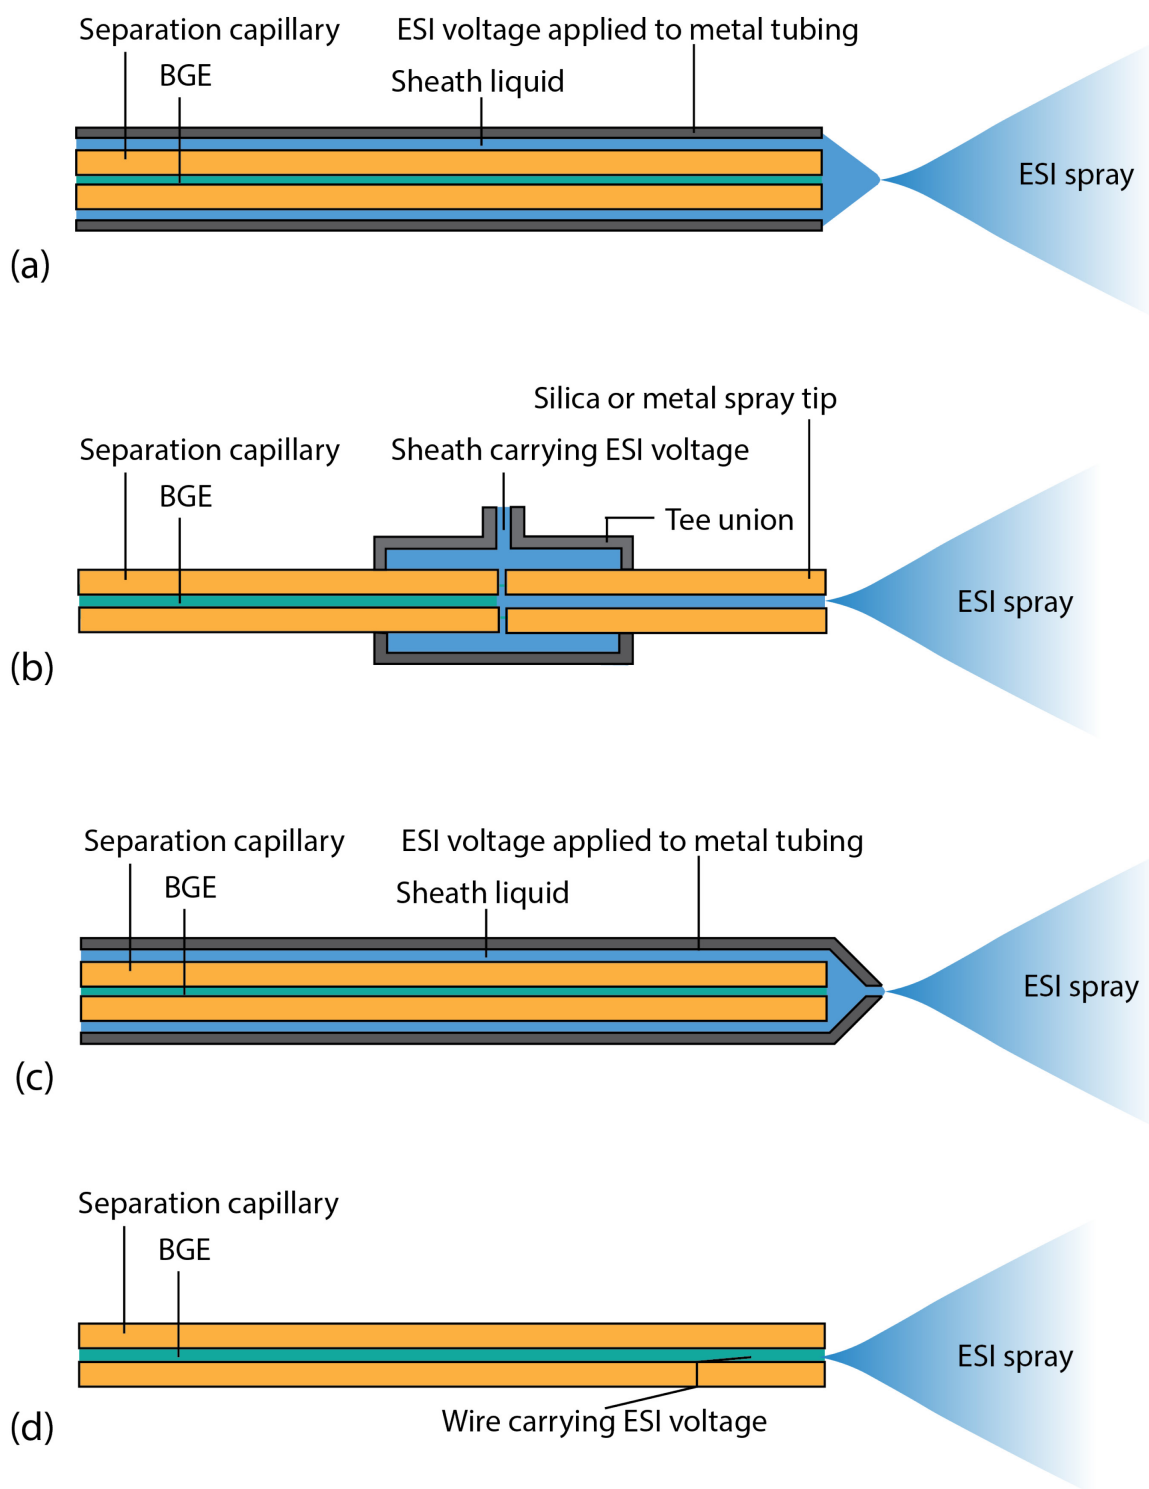 Separation capillary
ESI voltage applied to metal tubing
BGE
Sheath liquid
ESI spray
(a)
Silica or metal spray tip
Separation capillary
Sheath carrying ESI voltage
BGE
Tee union
ESI spray
(b)
Separation capillary
ESI voltage applied to metal tubing
BGE
Sheath liquid
ESI spray
(c)
Separation capillary
BGE
ESI spray
Wire carrying ESI voltage
(d)